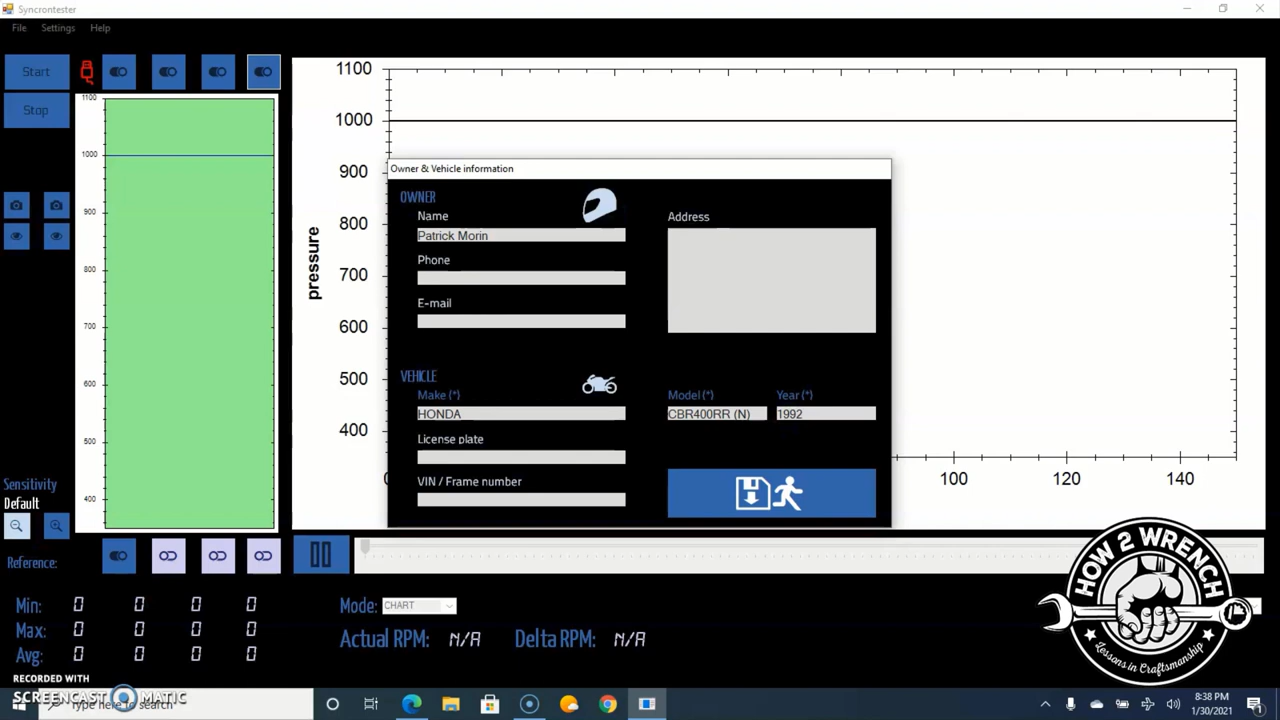 Syncrontester
File Settings Help
Start
Stop
1100
1000
900
800
700
600
500
400
1100
1000
900
800
700
600
500
400
pressure
100 120 140
Owner & Vehicle information
OWNER
Name
Patrick Morin
Phone
E-mail
Address
VEHICLE
Make (*)
HONDA
Model (*)
CBR400RR (N)
Year (*)
1992
License plate
VIN / Frame number
Sensitivity
Default
Reference:
Min: 0 0 0 0
Max: 0 0 0 0
Avg: 0 0 0 0
Mode: CHART
Actual RPM: N/A Delta RPM: N/A
HOW 2 WRENCH
Lessons in Craftsmanship
RECORDED WITH
SCREENCAST MATIC
Type here to search
8:38 PM
1/30/2021